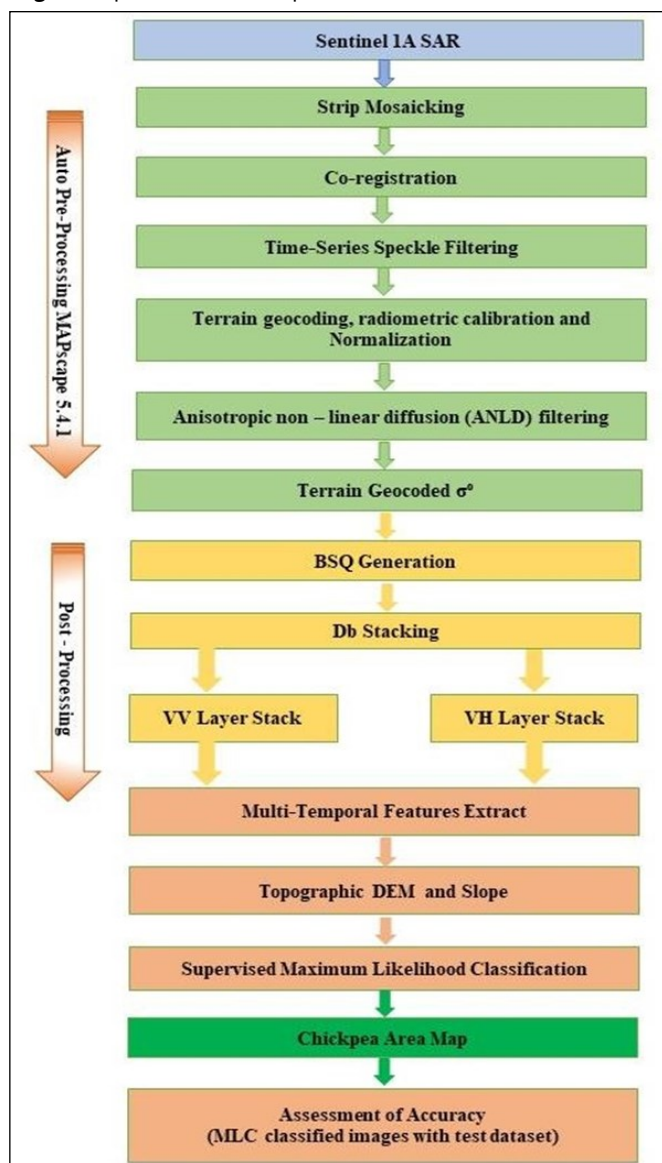 Sentinel 1A SAR
Strip Mosaicking
Co-registration
Time-Series Speckle Filtering
Terrain geocoding, radiometric calibration and
Normalization
Anisotropic non – linear diffusion (ANLD) filtering
Terrain Geocoded σ°
Auto Pre-Processing MAPscape 5.4.1
BSQ Generation
Db Stacking
VV Layer Stack
VH Layer Stack
Post - Processing
Multi-Temporal Features Extract
Topographic DEM and Slope
Supervised Maximum Likelihood Classification
Chickpea Area Map
Assessment of Accuracy
(MLC classified images with test dataset)